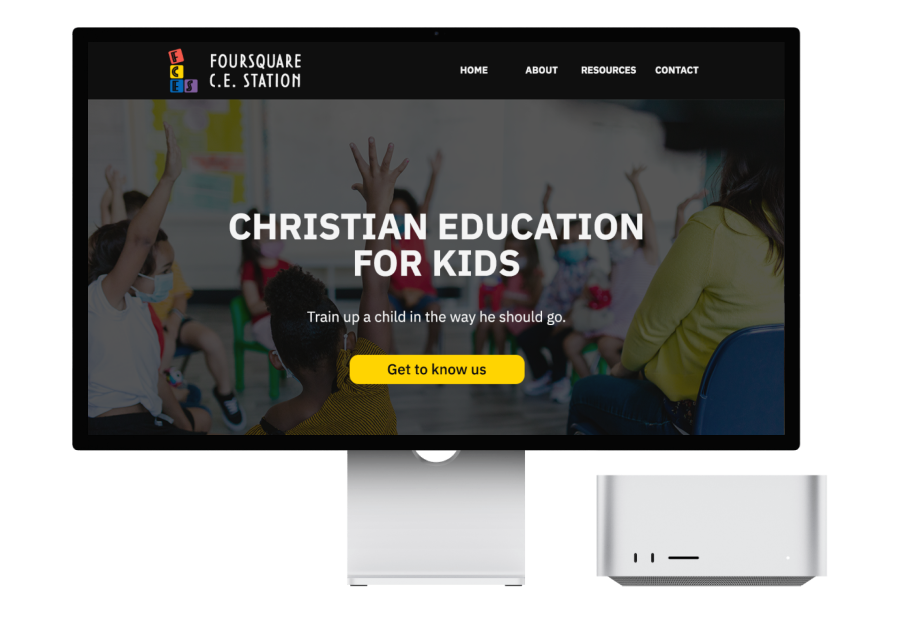 F
C
E S
FOURSQUARE
C.E. STATION
HOME ABOUT RESOURCES CONTACT
CHRISTIAN EDUCATION
FOR KIDS
Train up a child in the way he should go.
Get to know us